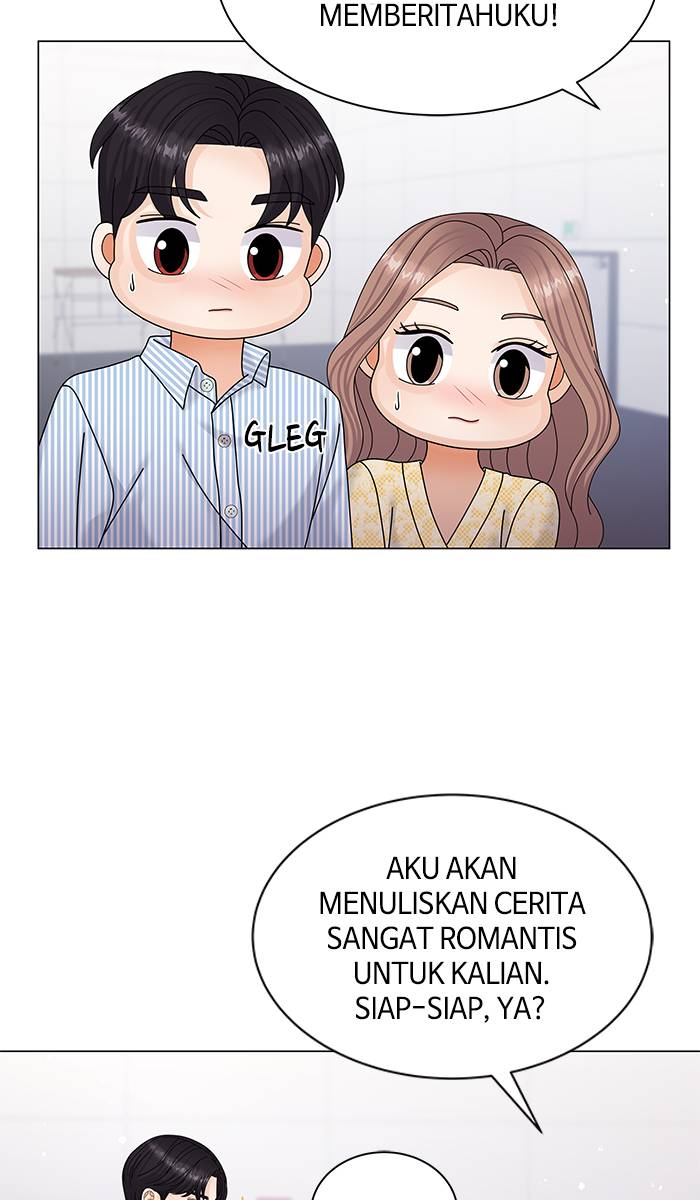 MEMBERITAHUKU!
GLEG
AKU AKAN
MENULISKAN CERITA
SANGAT ROMANTIS
UNTUK KALIAN.
SIAP-SIAP, YA?